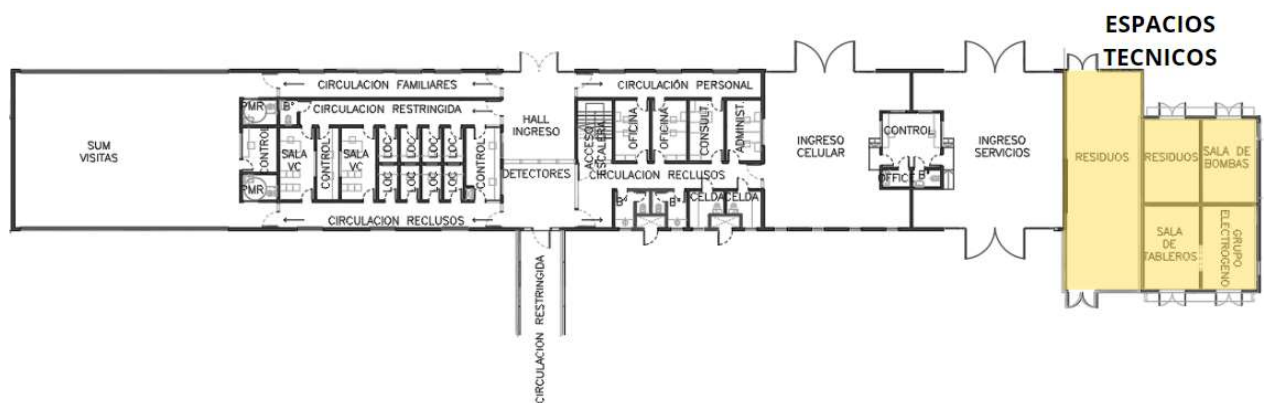 ESPACIOS
TECNICOS
CIRCULACION FAMILIARES
CIRCULACIÓN PERSONAL
PMR
B°
CIRCULACION RESTRINGIDA
HALL
INGRESO
ACCESO
ESCALERA
OFICINA
OFICINA
CONSULT.
ADMINIST.
SUM
VISITAS
CONTROL
SALA
VC
CONTROL
SALA
VC
LOC
LOC
LOC
LOC
LOC
LOC
LOC
LOC
CONTROL
PMR
DETECTORES
CIRCULACION RECLUSOS
CIRCULACION RECLUSOS
B°
B°
CELDA
CELDA
INGRESO
CELULAR
CONTROL
OFFICE
B°
INGRESO
SERVICIOS
RESIDUOS
RESIDUOS
SALA DE
BOMBAS
SALA
DE
TABLEROS
GRUPO
ELECTROGENO
CIRCULACION RESTRINGIDA